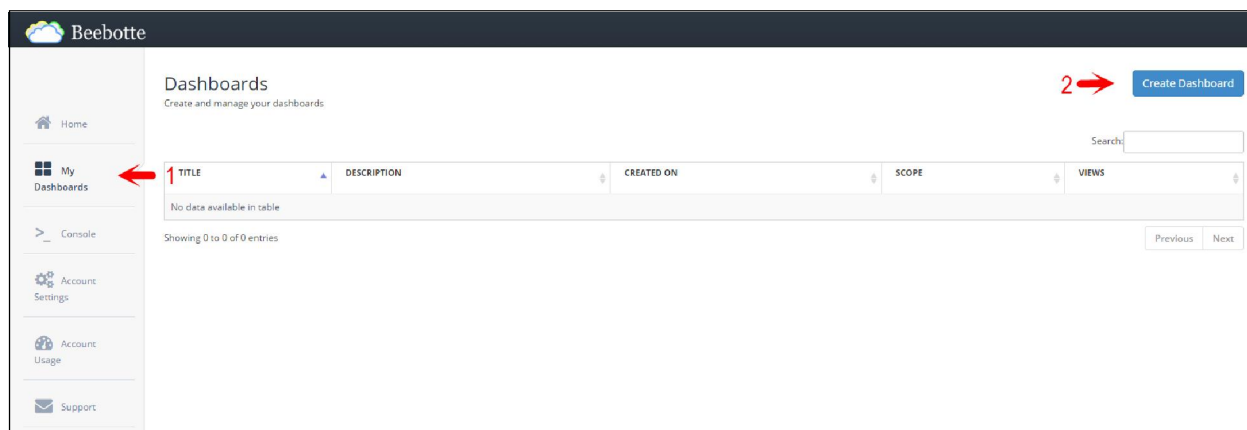 Beebotte
Dashboards
Create and manage your dashboards
2
Create Dashboard
Home
Search:
My
Dashboards
1
TITLE DESCRIPTION CREATED ON SCOPE VIEWS
No data available in table
>_ Console
Showing 0 to 0 of 0 entries
Previous Next
Account
Settings
Account
Usage
Support